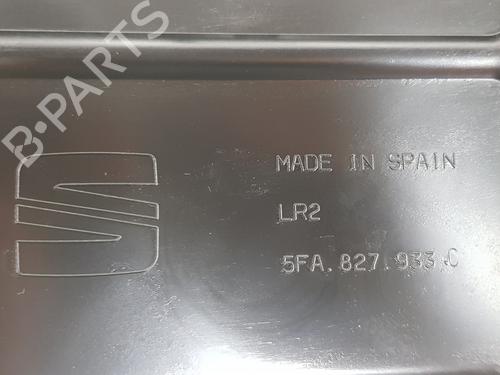 B-PARTS
MADE IN SPAIN
LR2
5FA.827.933.C